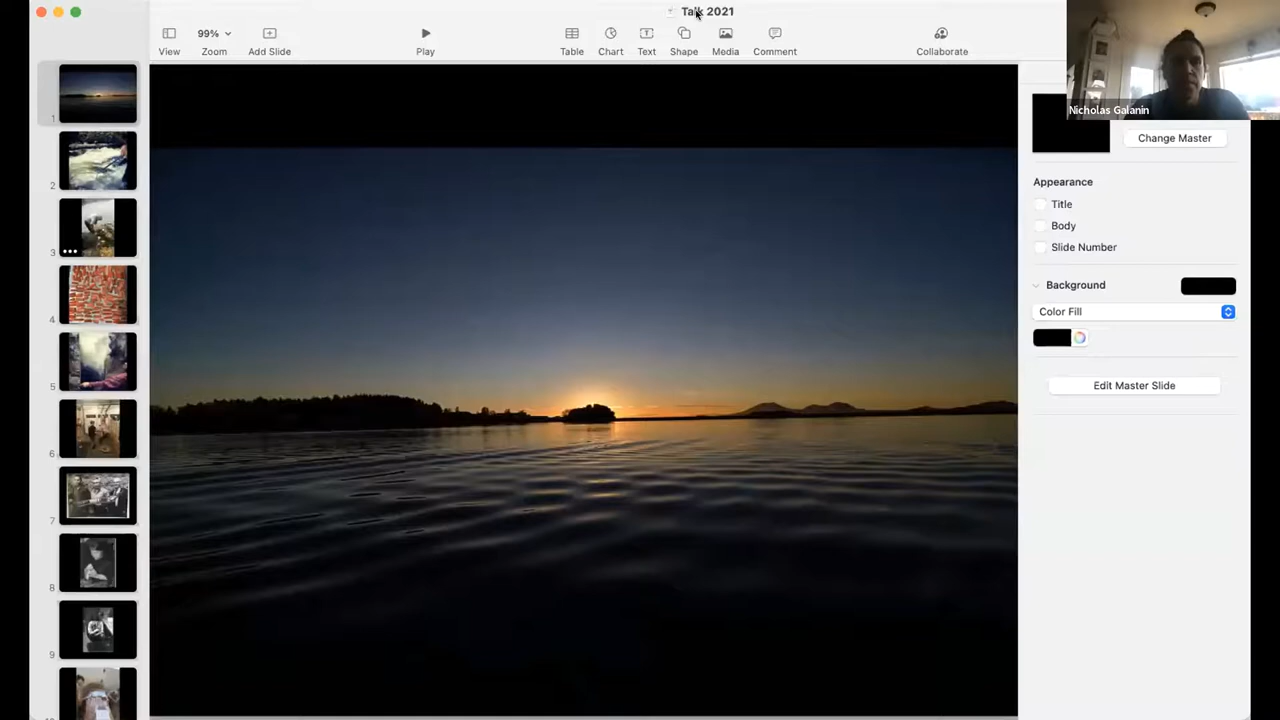 Talk 2021
99%
View
Zoom
Add Slide
Play
Table
Chart
Text
Shape
Media
Comment
Collaborate
Nicholas Galanin
Change Master
Appearance
Title
Body
Slide Number
Background
Color Fill
Edit Master Slide
1
2
3
4
5
6
7
8
9